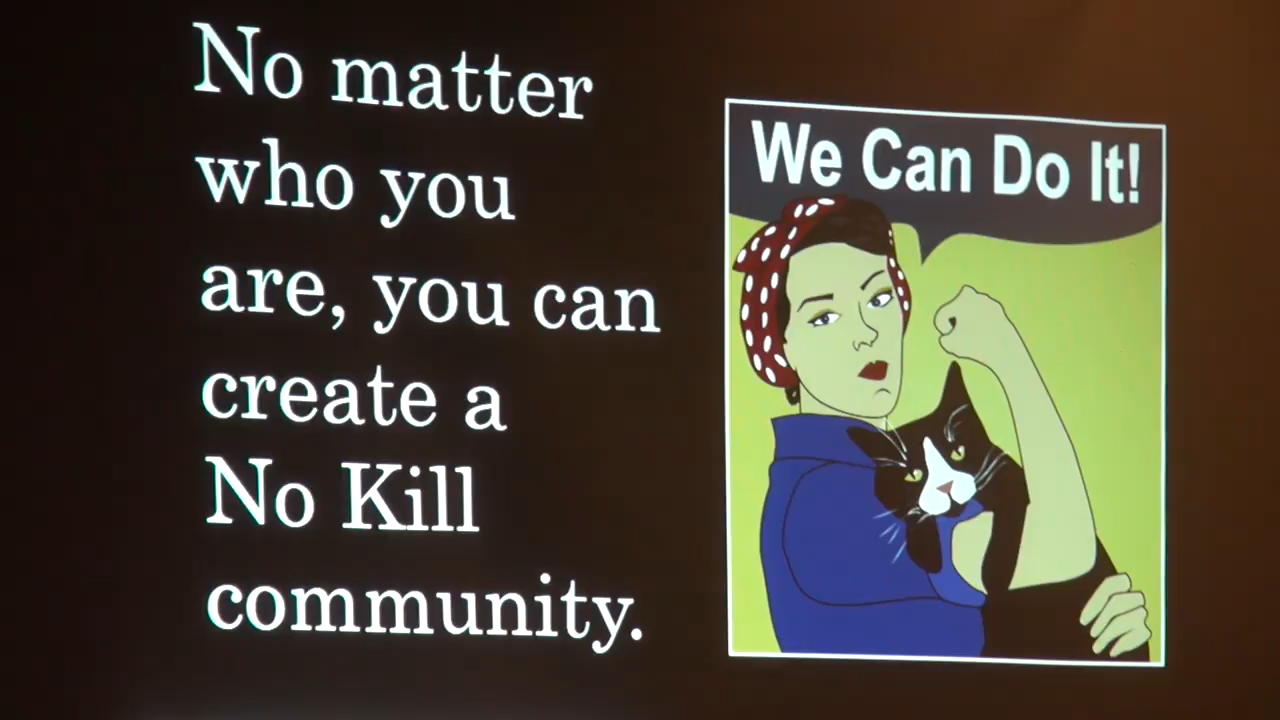 No matter
who you
are, you can
create a
No Kill
community.
We Can Do It!